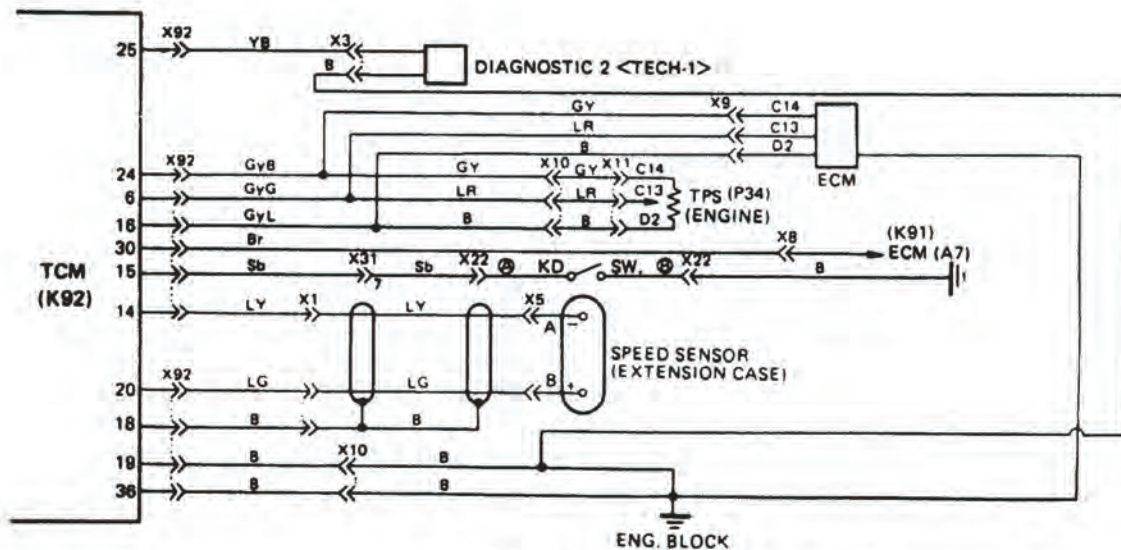 25 X92 YB X3 DIAGNOSTIC 2 <TECH-1>
B
GY X9 C14
LR C13
B D2
ECM
X92
24 GyB GY X10 GY X11 C14
6 GyG LR LR C13 TPS (P34)
(ENGINE)
16 GyL B B D2
30 Br X8 (K91)
ECM (A7)
TCM
(K92)
15 Sb X31 7 Sb X22 Ⓐ KD SW. Ⓑ X22 B
14 LY X1 LY X5 A −
SPEED SENSOR
(EXTENSION CASE)
20 X92 LG LG B +
18 B B
19 B X10 B
36 B B
ENG. BLOCK